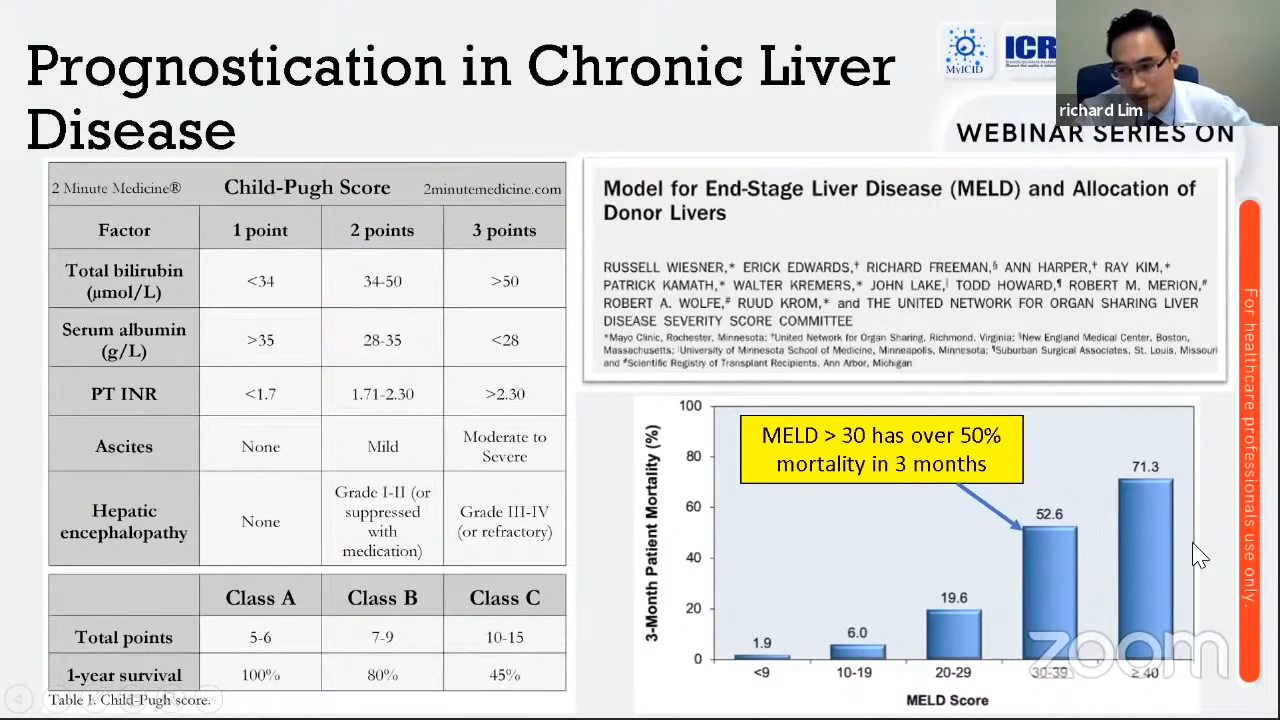 Prognostication in Chronic Liver
Disease
MyICID
ICR
richard Lim
WEBINAR SERIES ON
2 Minute Medicine® Child-Pugh Score 2minutemedicine.com
Factor 1 point 2 points 3 points
Total bilirubin
(µmol/L) <34 34-50 >50
Serum albumin
(g/L) >35 28-35 <28
PT INR <1.7 1.71-2.30 >2.30
Ascites None Mild Moderate to
Severe
Hepatic
encephalopathy None Grade I-II (or
suppressed
with
medication) Grade III-IV
(or refractory)
Class A Class B Class C
Total points 5-6 7-9 10-15
1-year survival 100% 80% 45%
Table 1. Child-Pugh score.
Model for End-Stage Liver Disease (MELD) and Allocation of
Donor Livers
RUSSELL WIESNER,* ERICK EDWARDS,† RICHARD FREEMAN,§ ANN HARPER,† RAY KIM,*
PATRICK KAMATH,* WALTER KREMERS,* JOHN LAKE,‖ TODD HOWARD,¶ ROBERT M. MERION,#
ROBERT A. WOLFE,# RUUD KROM,* and THE UNITED NETWORK FOR ORGAN SHARING LIVER
DISEASE SEVERITY SCORE COMMITTEE
*Mayo Clinic, Rochester, Minnesota; †United Network for Organ Sharing, Richmond, Virginia; §New England Medical Center, Boston,
Massachusetts; ‖University of Minnesota School of Medicine, Minneapolis, Minnesota; ¶Suburban Surgical Associates, St. Louis, Missouri
and #Scientific Registry of Transplant Recipients, Ann Arbor, Michigan
MELD > 30 has over 50%
mortality in 3 months
3-Month Patient Mortality (%)
100
80
60
40
20
0
1.9
6.0
19.6
52.6
71.3
<9 10-19 20-29 30-39 ≥ 40
MELD Score
zoom
For healthcare professionals use only.